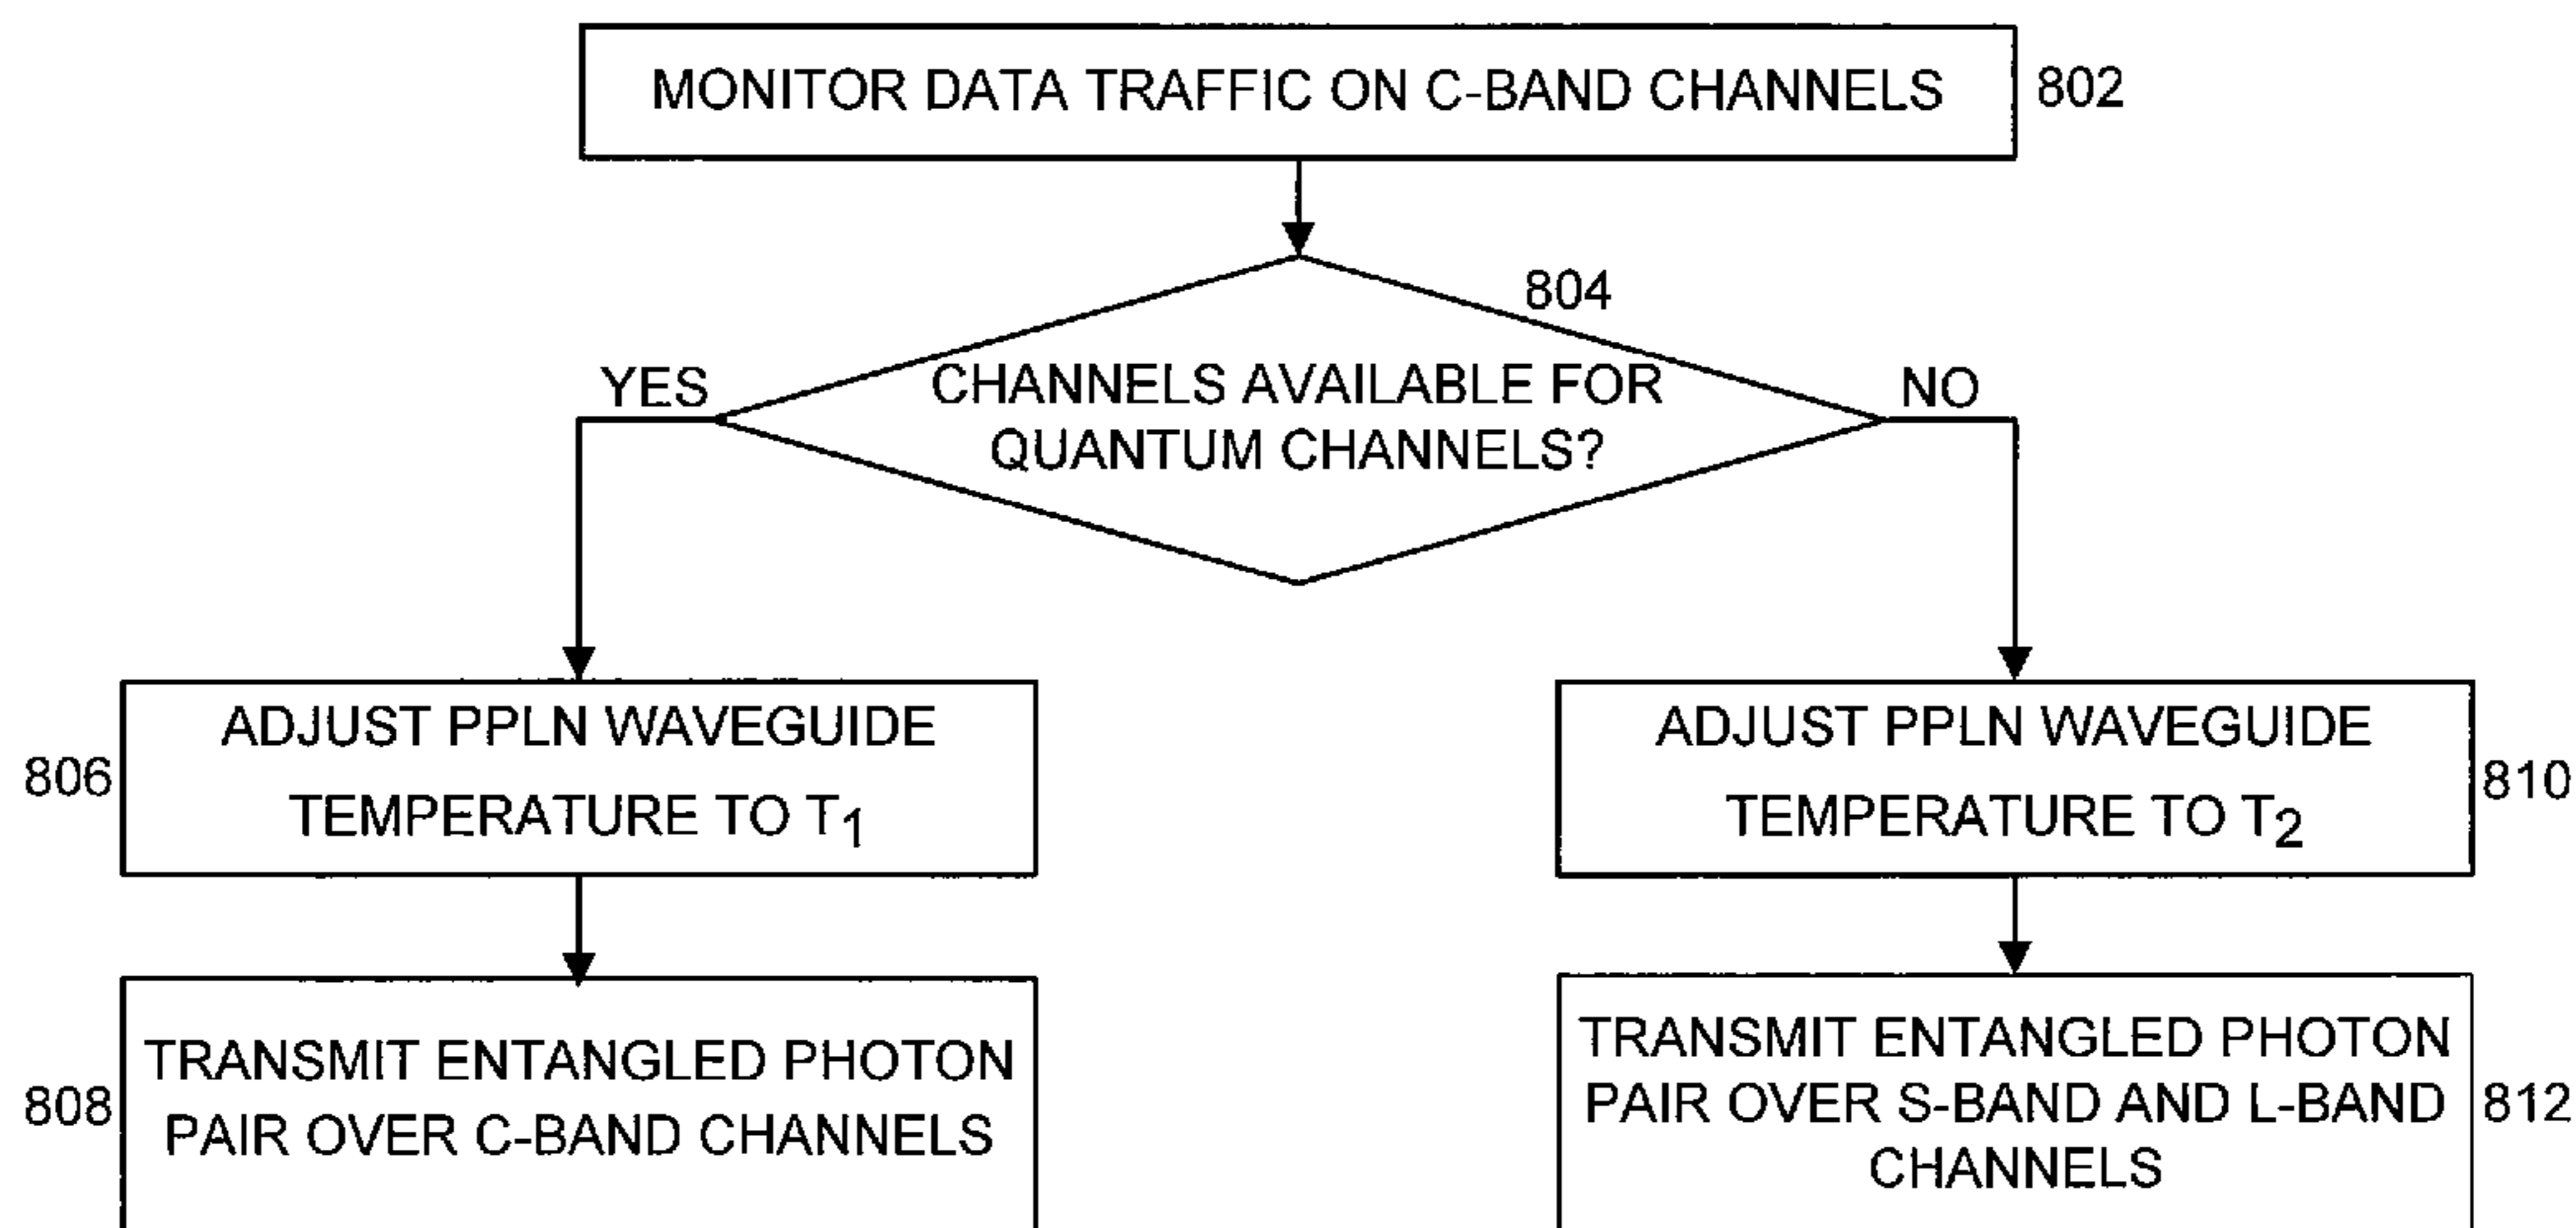 MONITOR DATA TRAFFIC ON C-BAND CHANNELS
802
804
YES
CHANNELS AVAILABLE FOR
QUANTUM CHANNELS?
NO
806
ADJUST PPLN WAVEGUIDE
TEMPERATURE TO T1
ADJUST PPLN WAVEGUIDE
TEMPERATURE TO T2
810
808
TRANSMIT ENTANGLED PHOTON
PAIR OVER C-BAND CHANNELS
TRANSMIT ENTANGLED PHOTON
PAIR OVER S-BAND AND L-BAND
CHANNELS
812